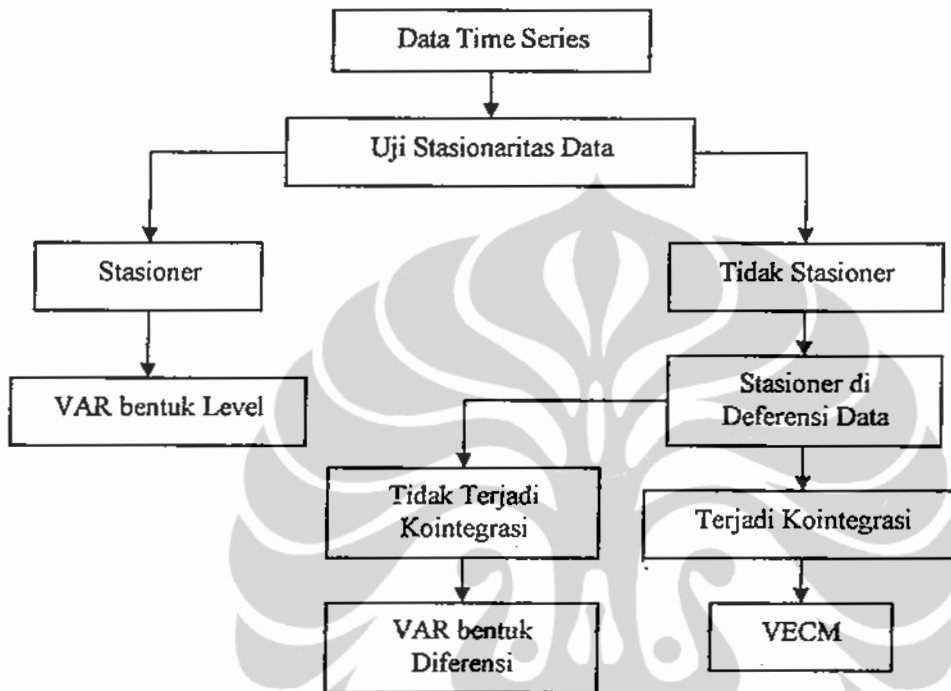 Data Time Series
Uji Stasionaritas Data
Stasioner
Tidak Stasioner
VAR bentuk Level
Stasioner di
Deferensi Data
Tidak Terjadi
Kointegrasi
Terjadi Kointegrasi
VAR bentuk
Diferensi
VECM